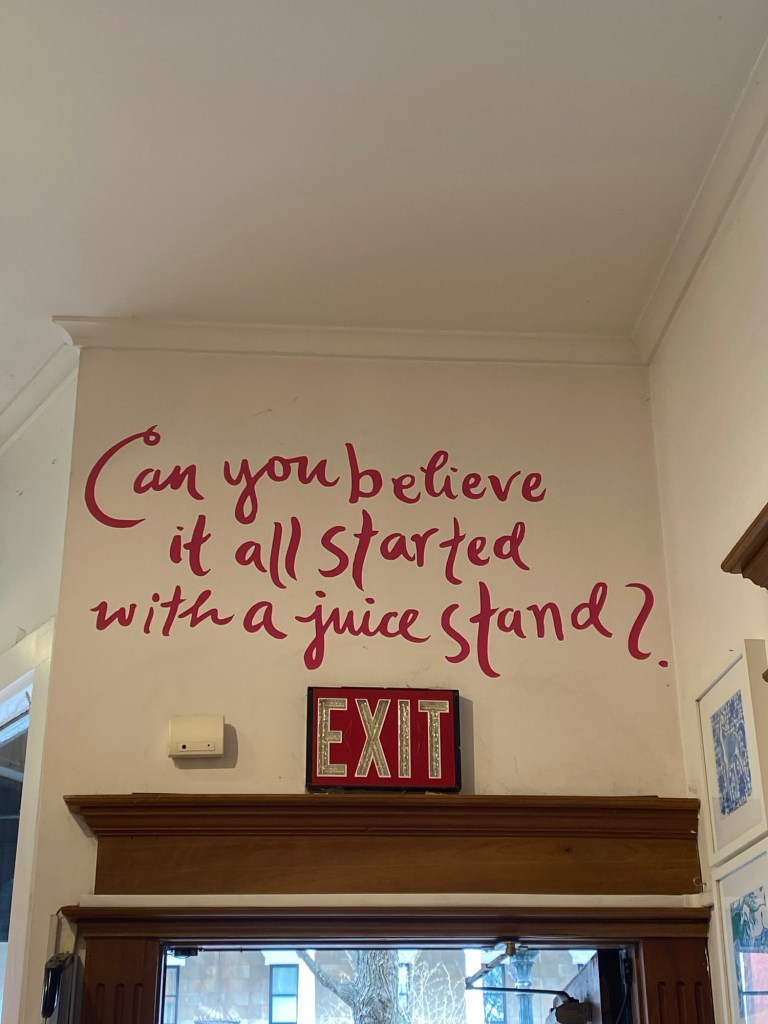 Can you believe
it all started
with a juice stand?
EXIT